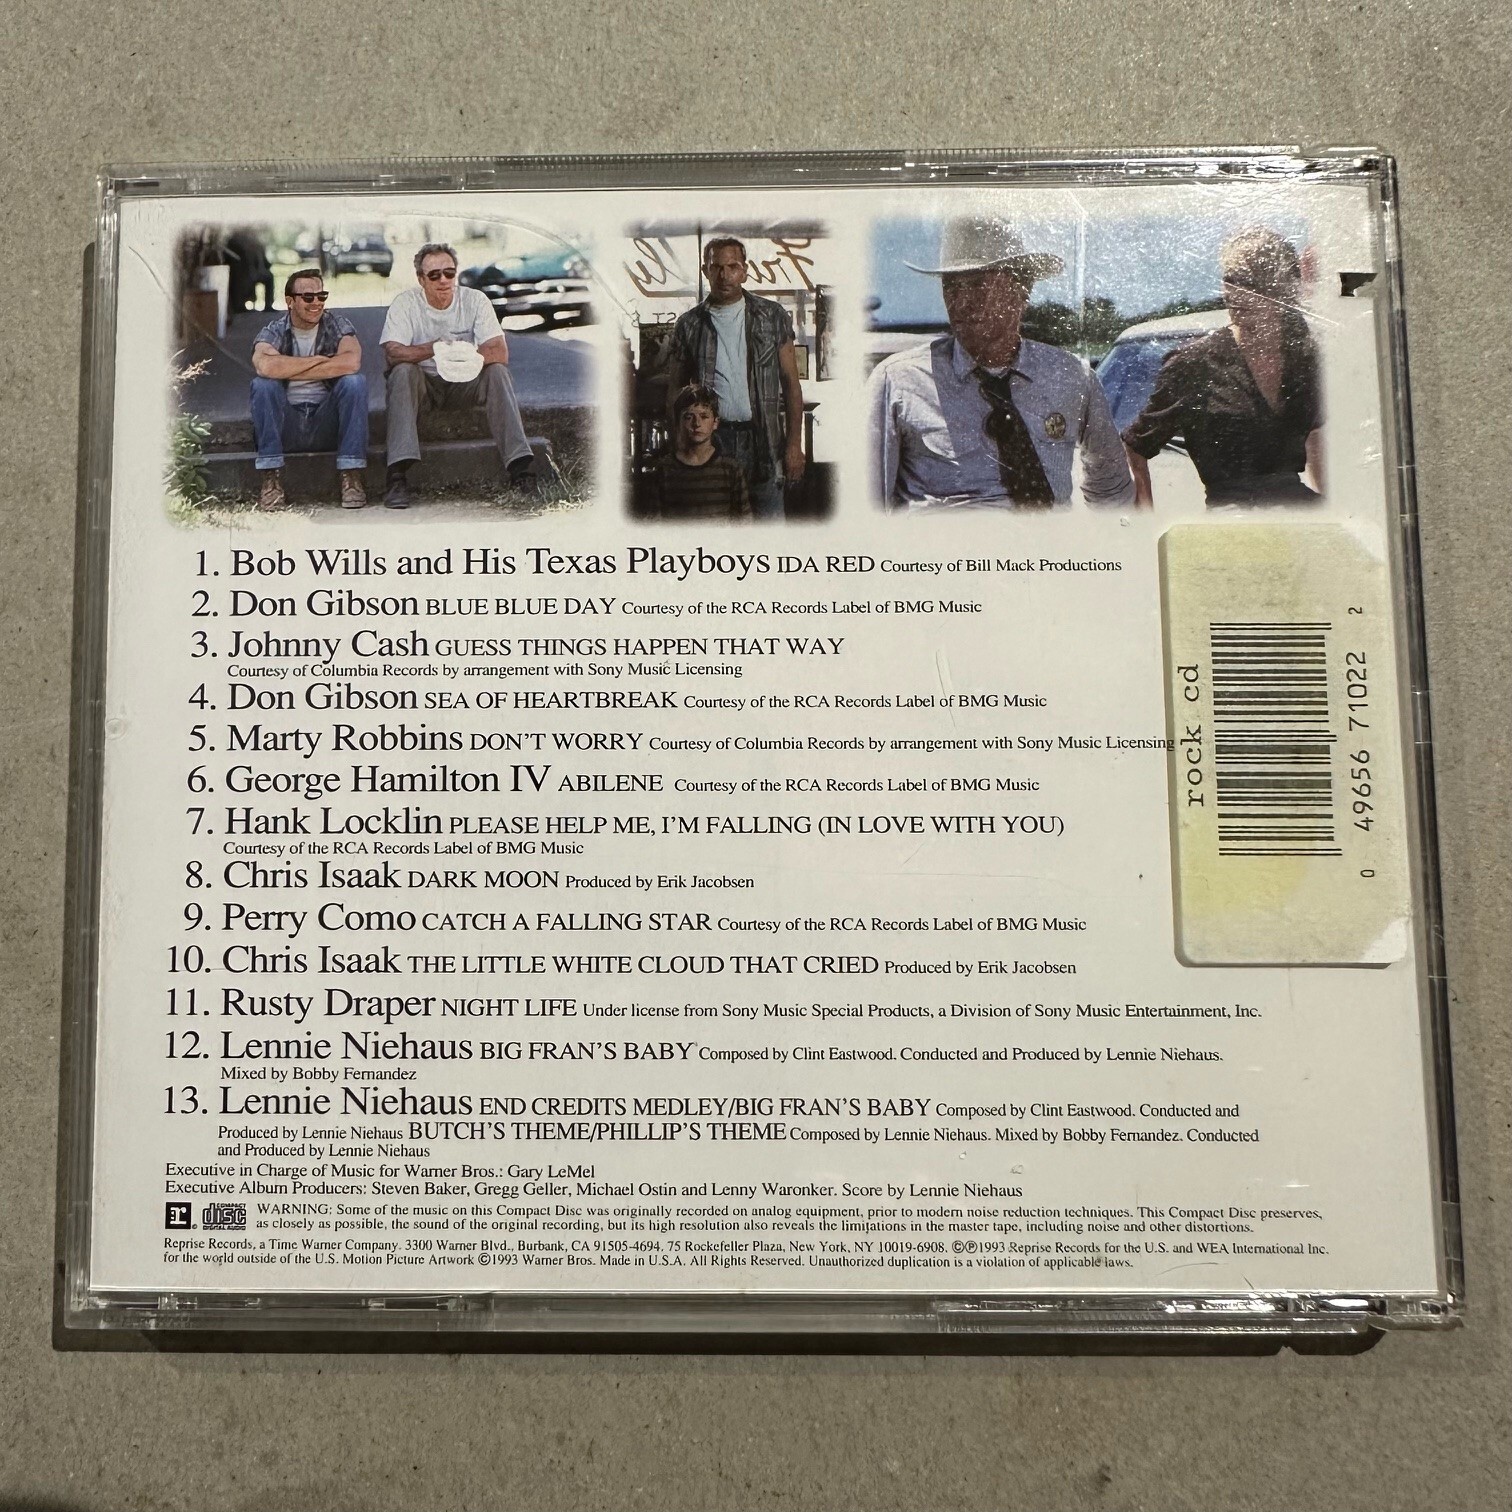 1. Bob Wills and His Texas Playboys IDA RED Courtesy of Bill Mack Productions
2. Don Gibson BLUE BLUE DAY Courtesy of the RCA Records Label of BMG Music
3. Johnny Cash GUESS THINGS HAPPEN THAT WAY
Courtesy of Columbia Records by arrangement with Sony Music Licensing
4. Don Gibson SEA OF HEARTBREAK Courtesy of the RCA Records Label of BMG Music
5. Marty Robbins DON'T WORRY Courtesy of Columbia Records by arrangement with Sony Music Licensing
6. George Hamilton IV ABILENE Courtesy of the RCA Records Label of BMG Music
7. Hank Locklin PLEASE HELP ME, I'M FALLING (IN LOVE WITH YOU)
Courtesy of the RCA Records Label of BMG Music
8. Chris Isaak DARK MOON Produced by Erik Jacobsen
9. Perry Como CATCH A FALLING STAR Courtesy of the RCA Records Label of BMG Music
10. Chris Isaak THE LITTLE WHITE CLOUD THAT CRIED Produced by Erik Jacobsen
11. Rusty Draper NIGHT LIFE Under license from Sony Music Special Products, a Division of Sony Music Entertainment, Inc.
12. Lennie Niehaus BIG FRAN'S BABY Composed by Clint Eastwood. Conducted and Produced by Lennie Niehaus.
Mixed by Bobby Fernandez
13. Lennie Niehaus END CREDITS MEDLEY/BIG FRAN'S BABY Composed by Clint Eastwood. Conducted and
Produced by Lennie Niehaus BUTCH'S THEME/PHILLIP'S THEME Composed by Lennie Niehaus. Mixed by Bobby Fernandez. Conducted
and Produced by Lennie Niehaus
Executive in Charge of Music for Warner Bros.: Gary LeMel
Executive Album Producers: Steven Baker, Gregg Geller, Michael Ostin and Lenny Waronker. Score by Lennie Niehaus
r COMPACT disc DIGITAL AUDIO
WARNING: Some of the music on this Compact Disc was originally recorded on analog equipment, prior to modern noise reduction techniques. This Compact Disc preserves,
as closely as possible, the sound of the original recording, but its high resolution also reveals the limitations in the master tape, including noise and other distortions.
Reprise Records, a Time Warner Company. 3300 Warner Blvd., Burbank, CA 91505-4694. 75 Rockefeller Plaza, New York, NY 10019-6908. ©℗1993 Reprise Records for the U.S. and WEA International Inc.
for the world outside of the U.S. Motion Picture Artwork ©1993 Warner Bros. Made in U.S.A. All Rights Reserved. Unauthorized duplication is a violation of applicable laws.
rock cd
0 49656 71022 2